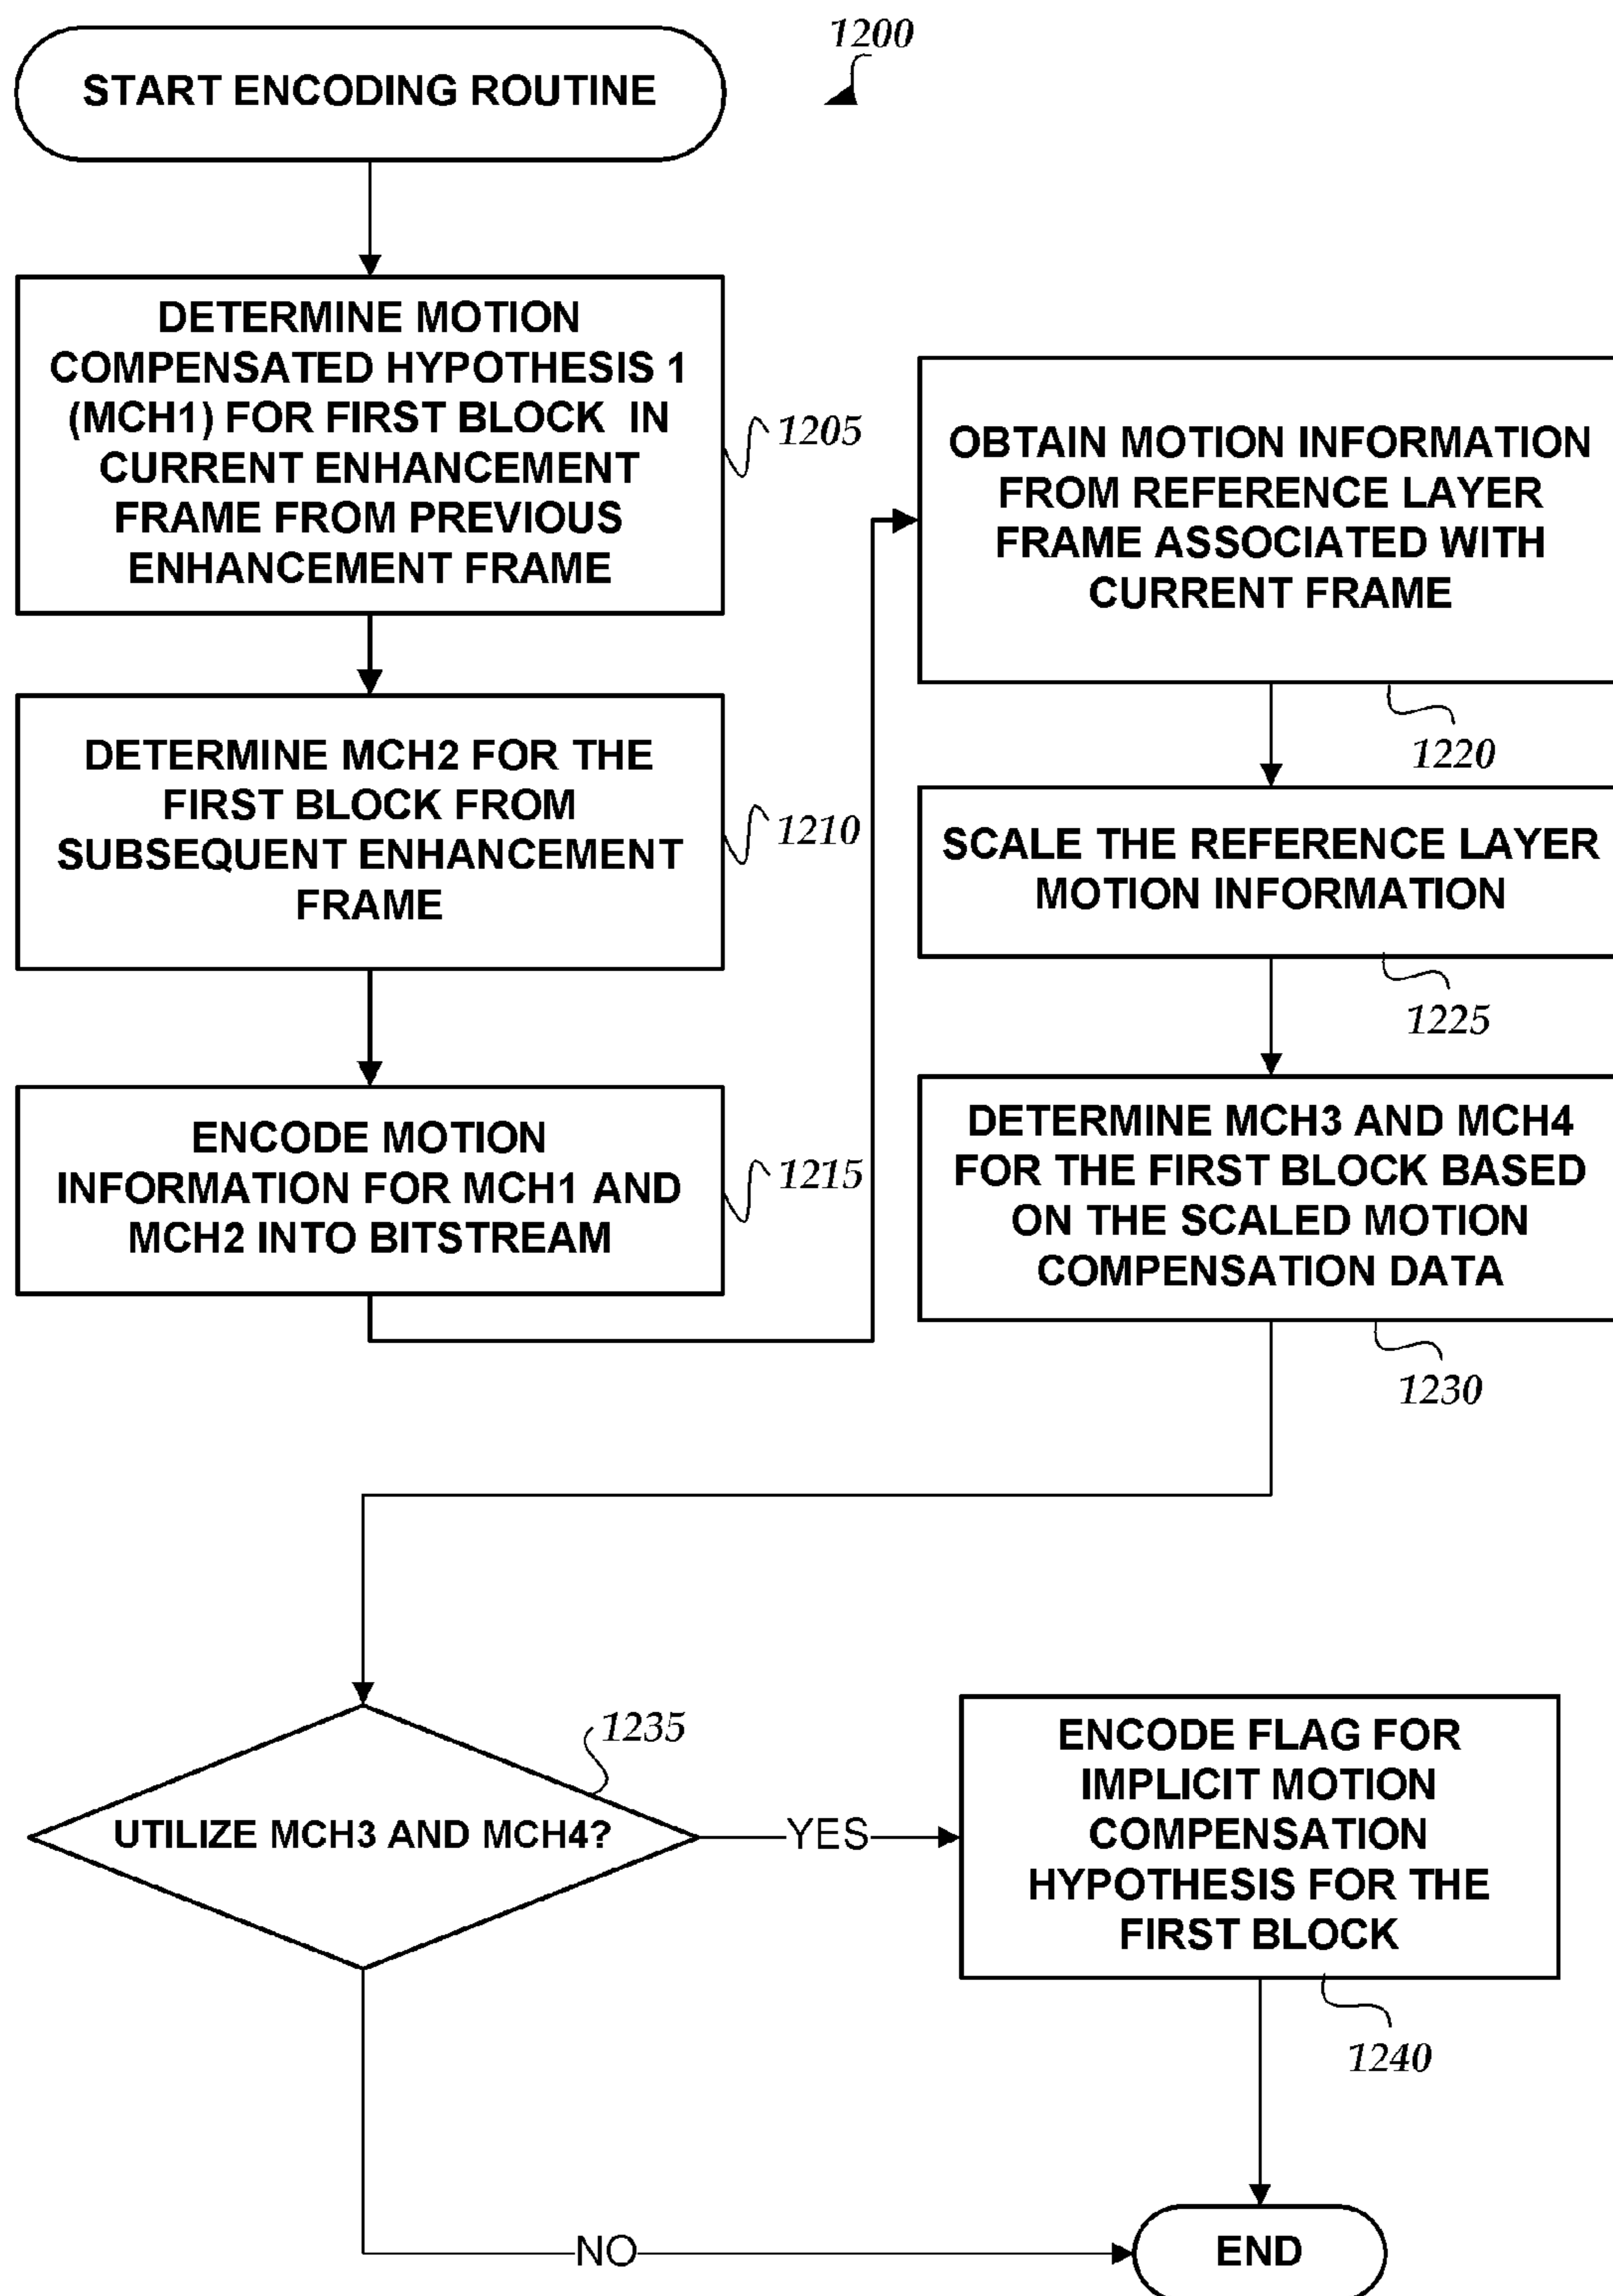 1200
START ENCODING ROUTINE
DETERMINE MOTION
COMPENSATED HYPOTHESIS 1
(MCH1) FOR FIRST BLOCK IN
CURRENT ENHANCEMENT
FRAME FROM PREVIOUS
ENHANCEMENT FRAME
1205
DETERMINE MCH2 FOR THE
FIRST BLOCK FROM
SUBSEQUENT ENHANCEMENT
FRAME
1210
ENCODE MOTION
INFORMATION FOR MCH1 AND
MCH2 INTO BITSTREAM
1215
OBTAIN MOTION INFORMATION
FROM REFERENCE LAYER
FRAME ASSOCIATED WITH
CURRENT FRAME
1220
SCALE THE REFERENCE LAYER
MOTION INFORMATION
1225
DETERMINE MCH3 AND MCH4
FOR THE FIRST BLOCK BASED
ON THE SCALED MOTION
COMPENSATION DATA
1230
1235
UTILIZE MCH3 AND MCH4?
YES
ENCODE FLAG FOR
IMPLICIT MOTION
COMPENSATION
HYPOTHESIS FOR THE
FIRST BLOCK
1240
NO
END